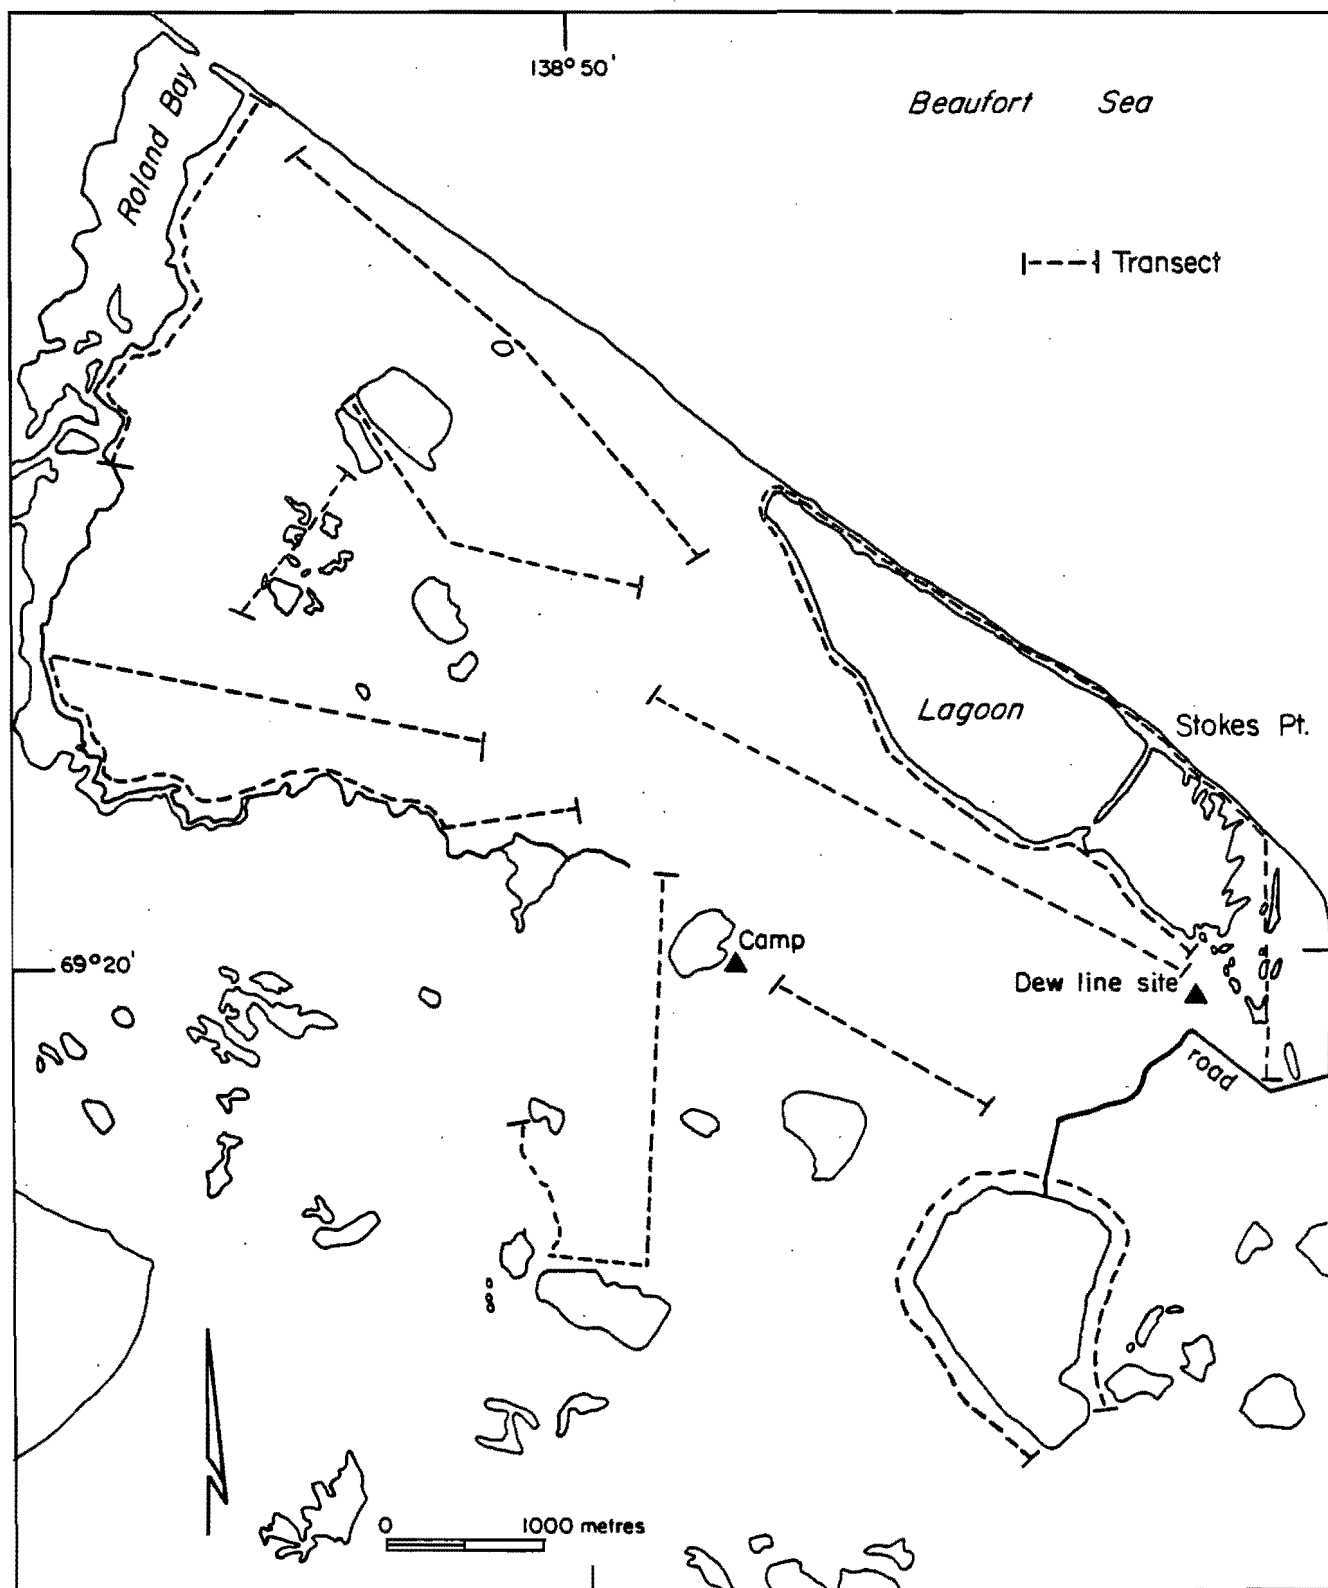 138° 50'
Beaufort Sea
Roland Bay
Transect
Lagoon
Stokes Pt.
Camp
69° 20'
Dew line site
road
0 1000 metres